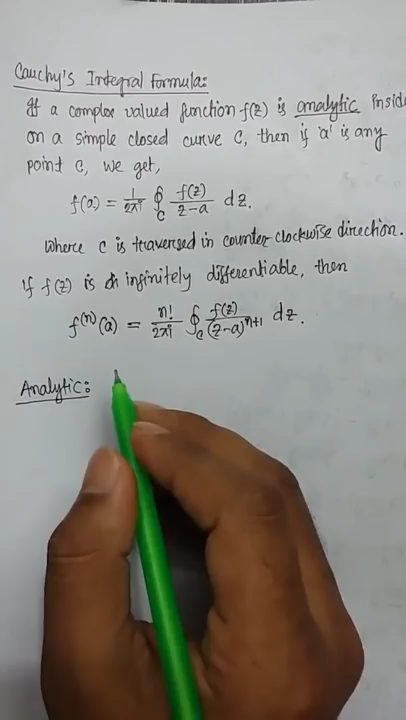 Cauchy's Integral Formula:
If a complex valued function f(z) is analytic inside
on a simple closed curve C, then if 'a' is any
point C, we get,
f(a) = 1/2πi ∮_C f(z)/z-a dz.
where C is traversed in counter clockwise direction.
If f(z) is infinitely differentiable, then
f^(n)(a) = n!/2πi ∮_C f(z)/(z-a)^n+1 dz.
Analytic: